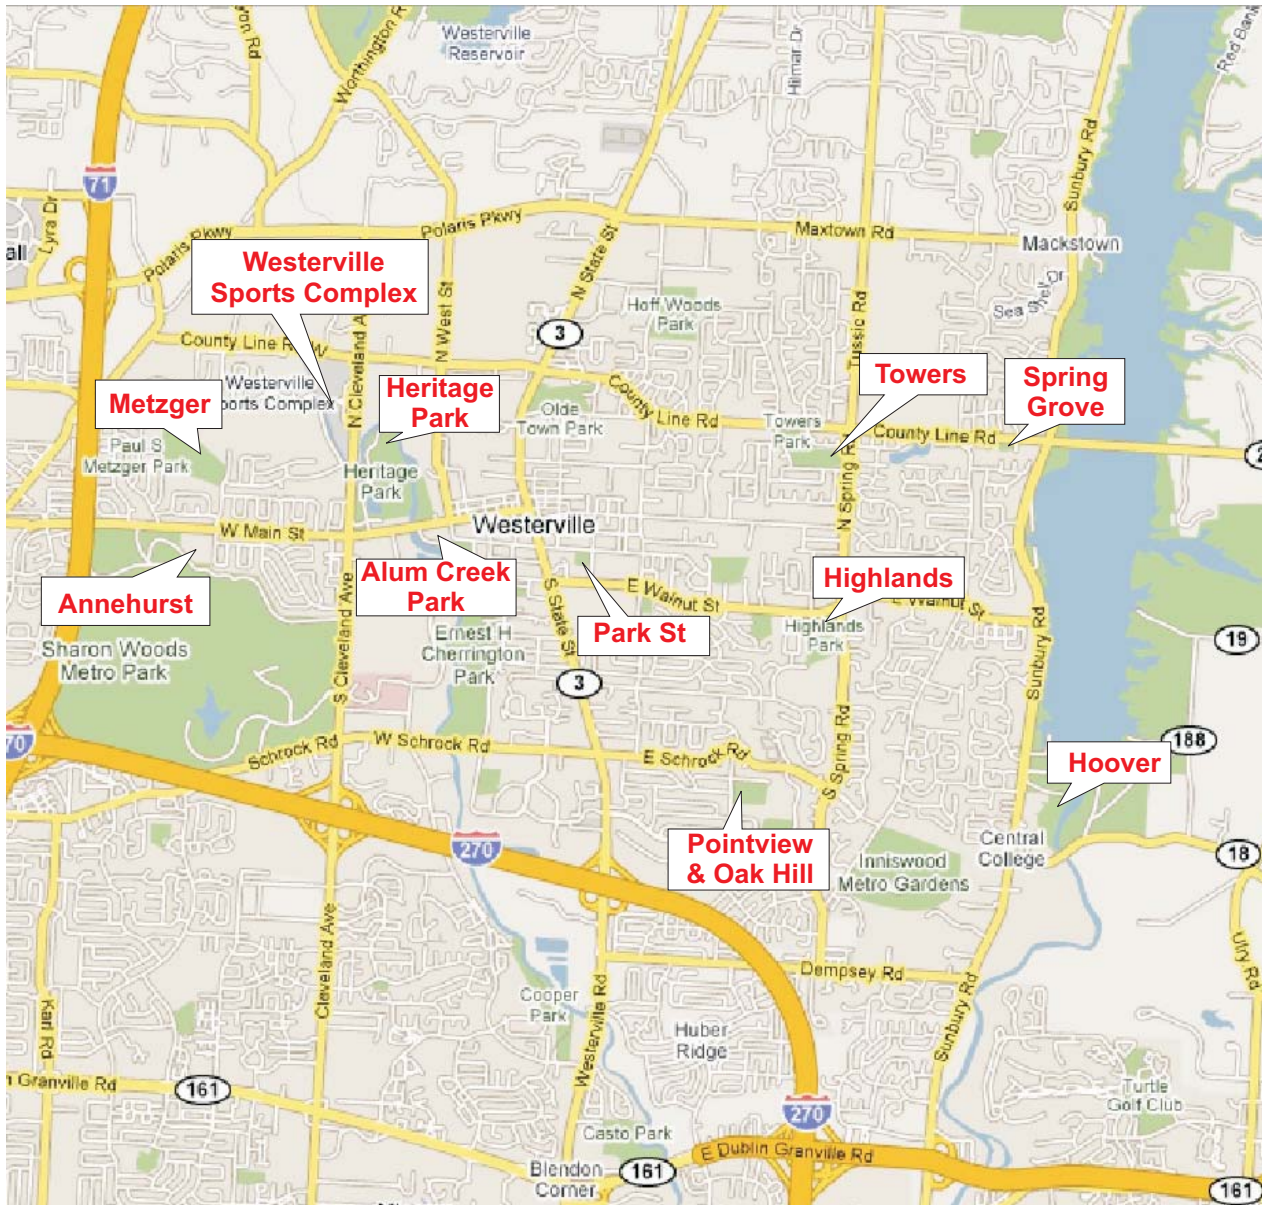 Westerville
Reservoir
Worthington R
on Rd
Hilmar Dr
Red Bank
Sunbury Rd
71
Lyra Dr
all
Polaris Pkwy
Polaris Pkwy
N State St
Maxtown Rd
Mackstown
Sea Shell Dr
Westerville
Sports Complex
N West St
3
Hoff Woods
Park
Tussic Rd
County Line Rd W
N Cleveland A
Westerville
ports Complex
Metzger
Heritage
Park
Towers
Spring
Grove
Olde
Town Park
County Line Rd
Towers
Park
County Line Rd
Paul S
Metzger Park
Heritage
Park
N Spring R
2
W Main St
Westerville
Annehurst
Alum Creek
Park
S State St
E Walnut St
Highlands
E Walnut St
Park St
Highlands
Park
Sunbury Rd
19
Sharon Woods
Metro Park
S Cleveland Ave
Ernest H
Cherrington
Park
3
70
Schrock Rd
W Schrock Rd
E Schrock Rd
S Spring Rd
188
Hoover
Pointview
& Oak Hill
270
Inniswood
Metro Gardens
Central
College
18
Cleveland Ave
Karl Rd
Cooper
Park
Westerville Rd
Dempsey Rd
Sunbury Rd
Ulry Rd
Huber
Ridge
n Granville Rd
161
270
Turtle
Golf Club
Casto Park
Blendon
Corner
161
E Dublin Granville Rd
161